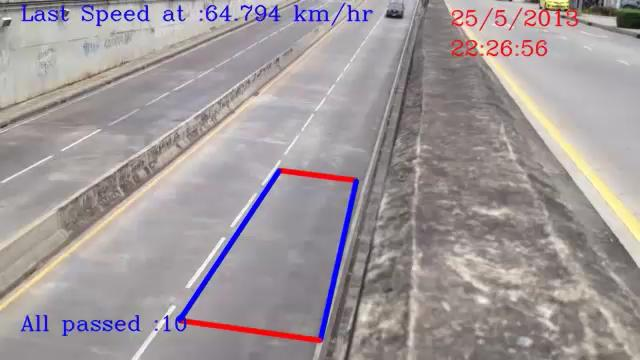 Last Speed at :64.794 km/hr
25/5/2013
22:26:56
All passed :10